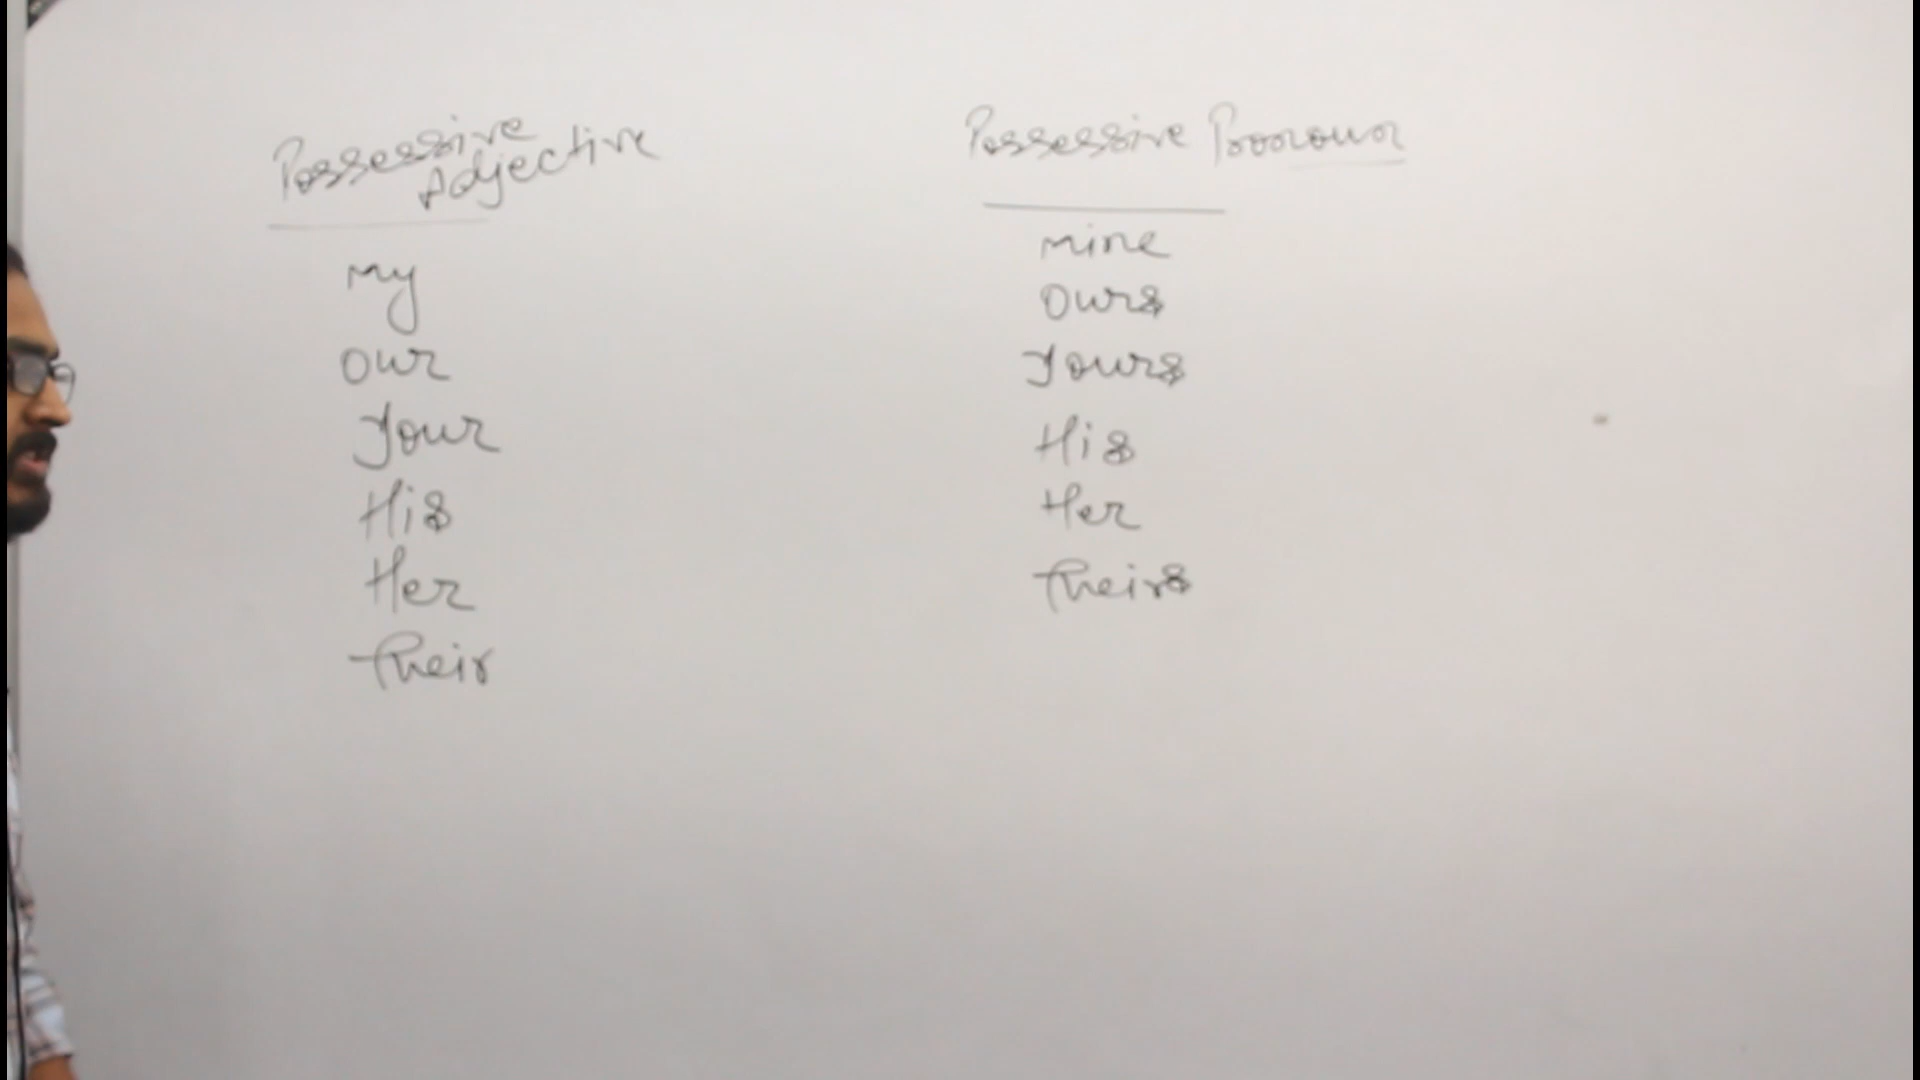 Possessive
Adjective
my
our
your
His
Her
Their
Possessive Pronoun
mine
ours
yours
His
Her
Theirs